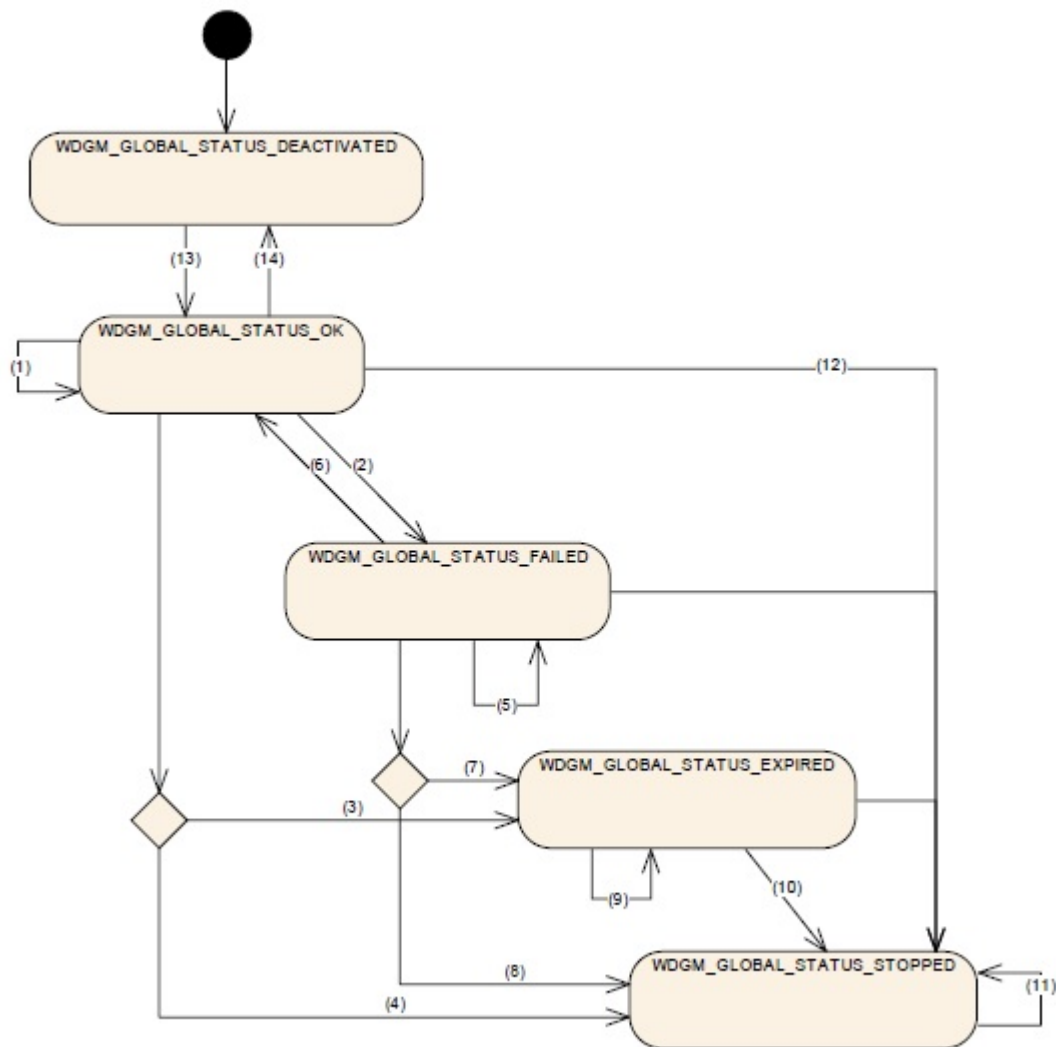 WDGM_GLOBAL_STATUS_DEACTIVATED
(13)
(14)
WDGM_GLOBAL_STATUS_OK
(1)
(12)
(6)
(2)
WDGM_GLOBAL_STATUS_FAILED
(5)
WDGM_GLOBAL_STATUS_EXPIRED
(7)
(3)
(9)
(10)
WDGM_GLOBAL_STATUS_STOPPED
(8)
(11)
(4)